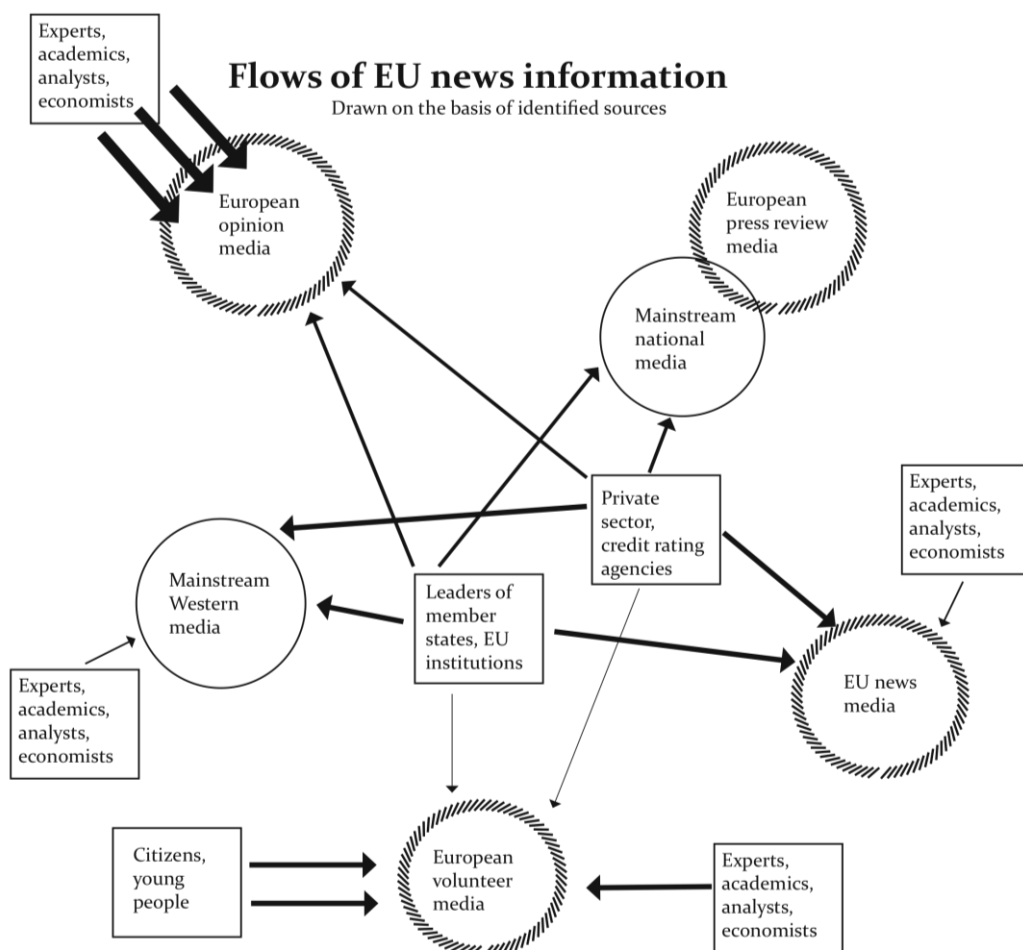 Experts,
academics,
analysts,
economists
Flows of EU news information
Drawn on the basis of identified sources
European
opinion
media
European
press review
media
Mainstream
national
media
Private
sector,
credit rating
agencies
Experts,
academics,
analysts,
economists
Mainstream
Western
media
Leaders of
member
states, EU
institutions
EU news
media
Experts,
academics,
analysts,
economists
Citizens,
young
people
European
volunteer
media
Experts,
academics,
analysts,
economists